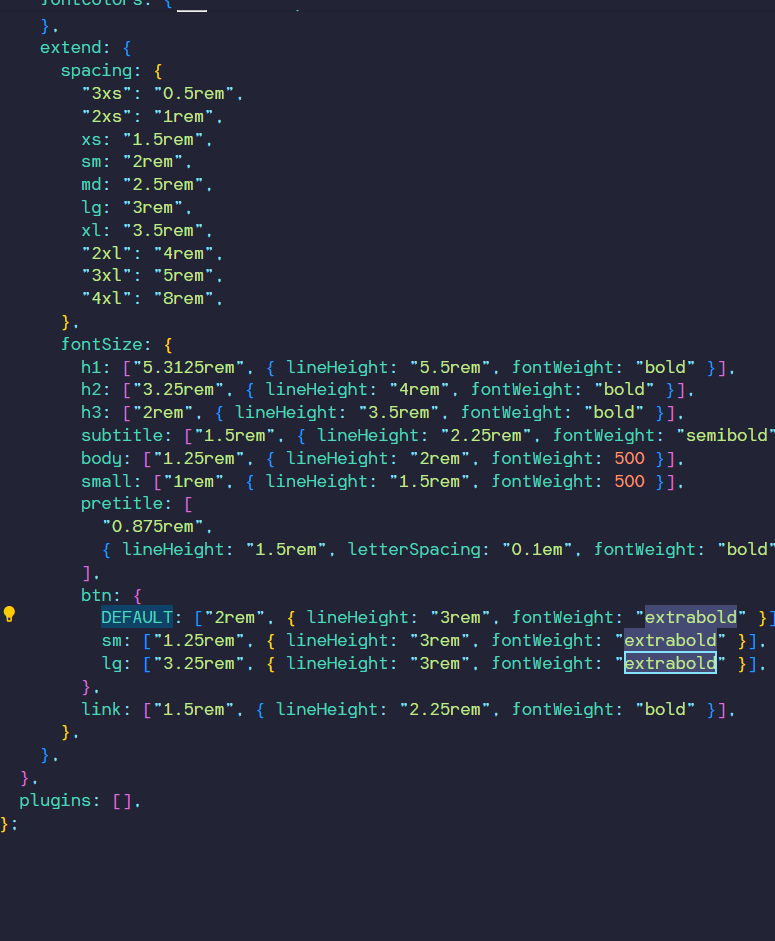 fontColors: {
},
extend: {
spacing: {
"3xs": "0.5rem",
"2xs": "1rem",
xs: "1.5rem",
sm: "2rem",
md: "2.5rem",
lg: "3rem",
xl: "3.5rem",
"2xl": "4rem",
"3xl": "5rem",
"4xl": "8rem",
},
fontSize: {
h1: ["5.3125rem", { lineHeight: "5.5rem", fontWeight: "bold" }],
h2: ["3.25rem", { lineHeight: "4rem", fontWeight: "bold" }],
h3: ["2rem", { lineHeight: "3.5rem", fontWeight: "bold" }],
subtitle: ["1.5rem", { lineHeight: "2.25rem", fontWeight: "semibold"
body: ["1.25rem", { lineHeight: "2rem", fontWeight: 500 }],
small: ["1rem", { lineHeight: "1.5rem", fontWeight: 500 }],
pretitle: [
"0.875rem",
{ lineHeight: "1.5rem", letterSpacing: "0.1em", fontWeight: "bold"
],
btn: {
DEFAULT: ["2rem", { lineHeight: "3rem", fontWeight: "extrabold" }]
sm: ["1.25rem", { lineHeight: "3rem", fontWeight: "extrabold" }],
lg: ["3.25rem", { lineHeight: "3rem", fontWeight: "extrabold" }],
},
link: ["1.5rem", { lineHeight: "2.25rem", fontWeight: "bold" }],
},
},
},
plugins: [],
};